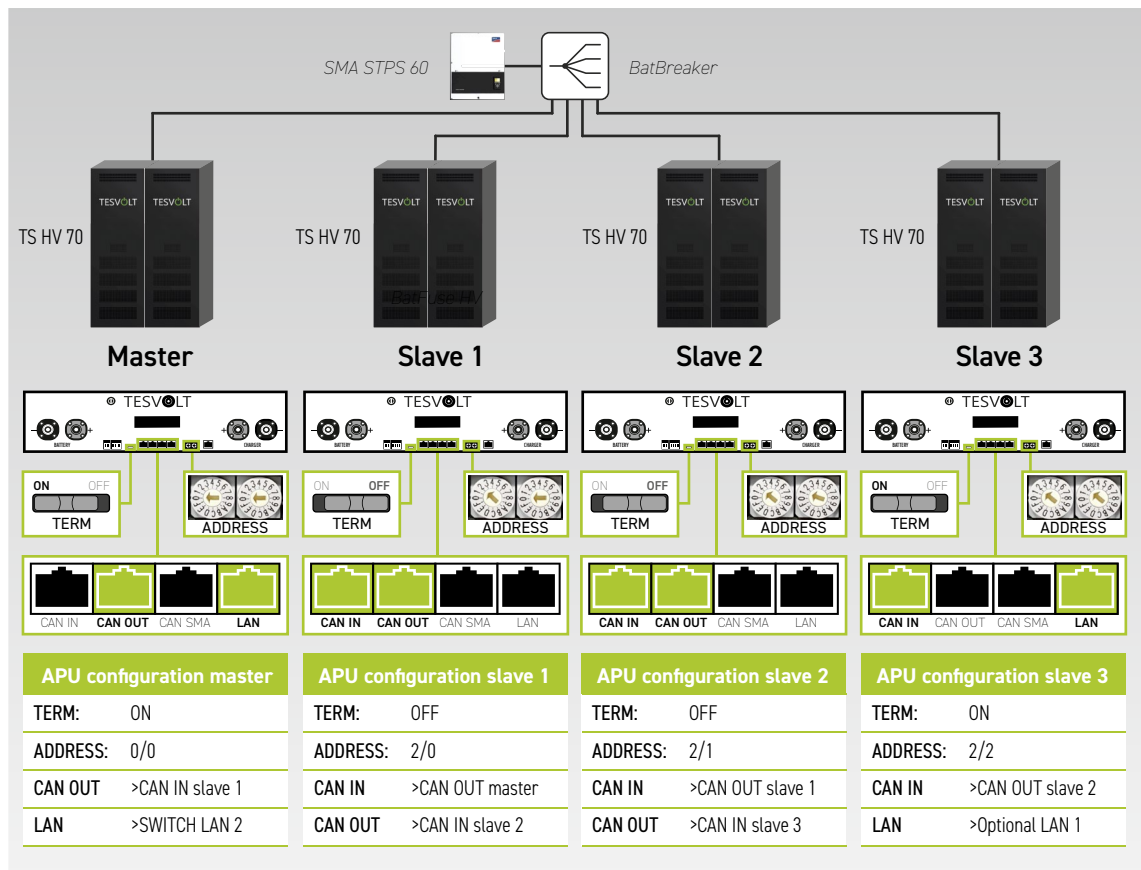 SMA STPS 60
BatBreaker
TESVOLT TESVOLT
TESVOLT TESVOLT
TESVOLT TESVOLT
TESVOLT TESVOLT
TS HV 70
TS HV 70
TS HV 70
TS HV 70
BatFuse HV
Master
Slave 1
Slave 2
Slave 3
TESVOLT
BATTERY
CHARGER
TESVOLT
BATTERY
CHARGER
TESVOLT
BATTERY
CHARGER
TESVOLT
BATTERY
CHARGER
ON OFF
TERM
ADDRESS
ON OFF
TERM
ADDRESS
ON OFF
TERM
ADDRESS
ON OFF
TERM
ADDRESS
CAN IN CAN OUT CAN SMA LAN
CAN IN CAN OUT CAN SMA LAN
CAN IN CAN OUT CAN SMA LAN
CAN IN CAN OUT CAN SMA LAN
APU configuration master
TERM: ON
ADDRESS: 0/0
CAN OUT >CAN IN slave 1
LAN >SWITCH LAN 2
APU configuration slave 1
TERM: OFF
ADDRESS: 2/0
CAN IN >CAN OUT master
CAN OUT >CAN IN slave 2
APU configuration slave 2
TERM: OFF
ADDRESS: 2/1
CAN IN >CAN OUT slave 1
CAN OUT >CAN IN slave 3
APU configuration slave 3
TERM: ON
ADDRESS: 2/2
CAN IN >CAN OUT slave 2
LAN >Optional LAN 1